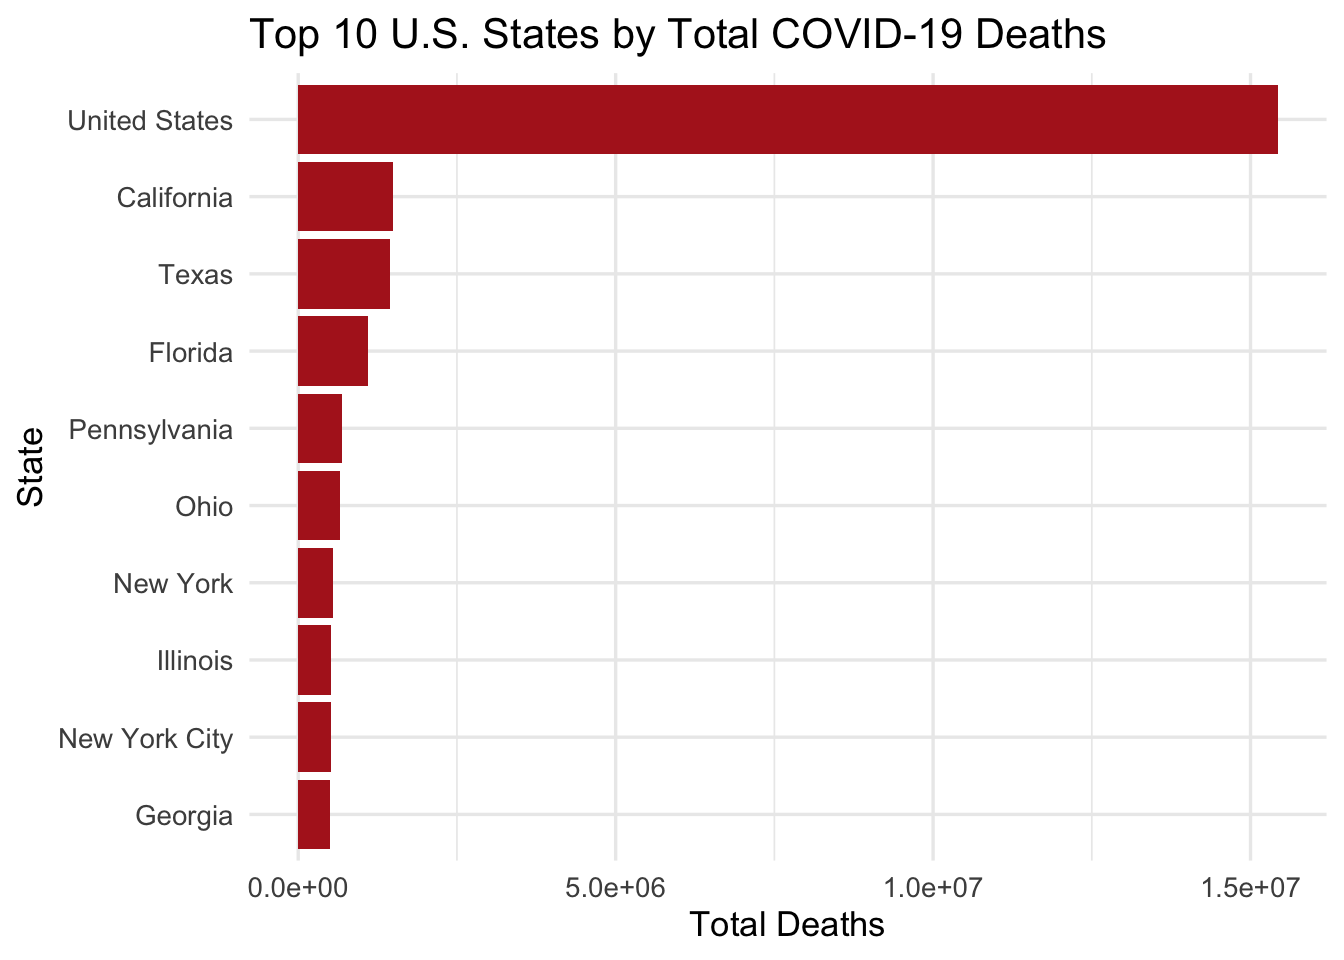 Top 10 U.S. States by Total COVID-19 Deaths
United States
California
Texas
Florida
Pennsylvania
Ohio
New York
Illinois
New York City
Georgia
State
0.0e+00 5.0e+06 1.0e+07 1.5e+07
Total Deaths